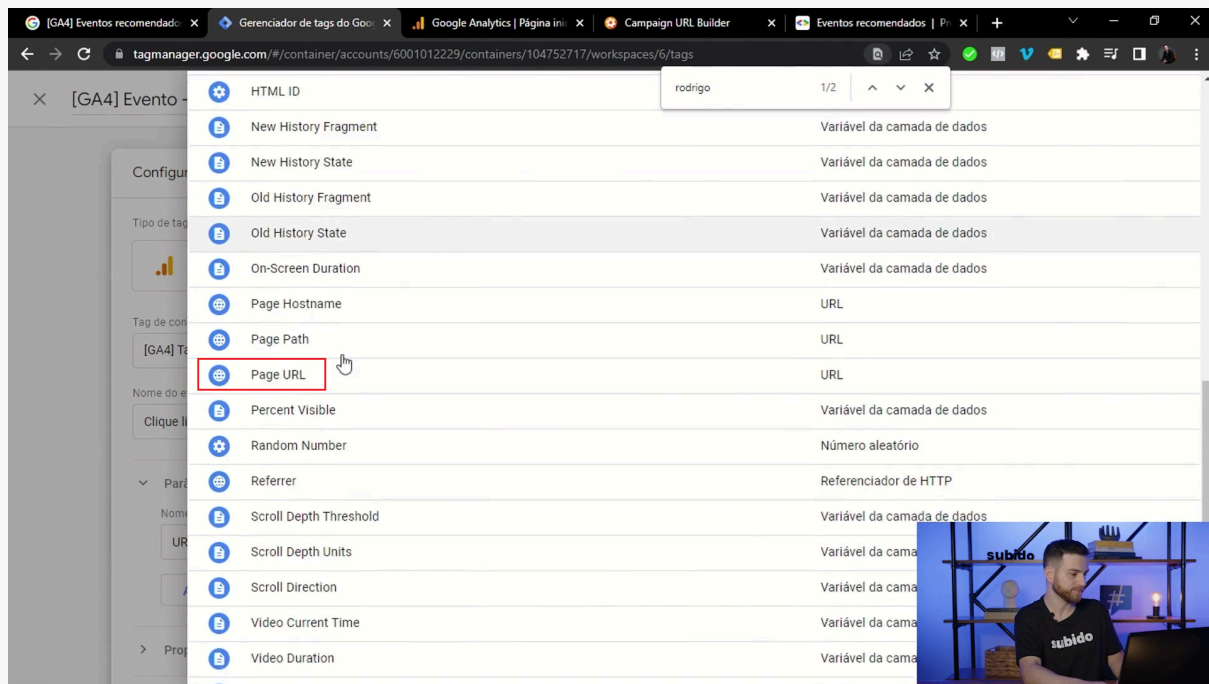 [GA4] Eventos recomendado
Gerenciador de tags do Goo
Google Analytics | Página ini
Campaign URL Builder
Eventos recomendados | Pr
tagmanager.google.com/#/container/accounts/6001012229/containers/104752717/workspaces/6/tags
rodrigo 1/2
[GA4] Evento -
HTML ID
New History Fragment Variável da camada de dados
Configur
New History State Variável da camada de dados
Old History Fragment Variável da camada de dados
Tipo de tag
Old History State Variável da camada de dados
On-Screen Duration Variável da camada de dados
Page Hostname URL
Tag de con
Page Path URL
[GA4] Ta
Page URL URL
Nome do e
Percent Visible Variável da camada de dados
Clique li
Random Number Número aleatório
Pará
Referrer Referenciador de HTTP
Nome
Scroll Depth Threshold Variável da camada de dados
UR
Scroll Depth Units Variável da cama
Scroll Direction Variável da cama
A
Video Current Time Variável da cama
Prop
Video Duration Variável da cama
subido
#
subido